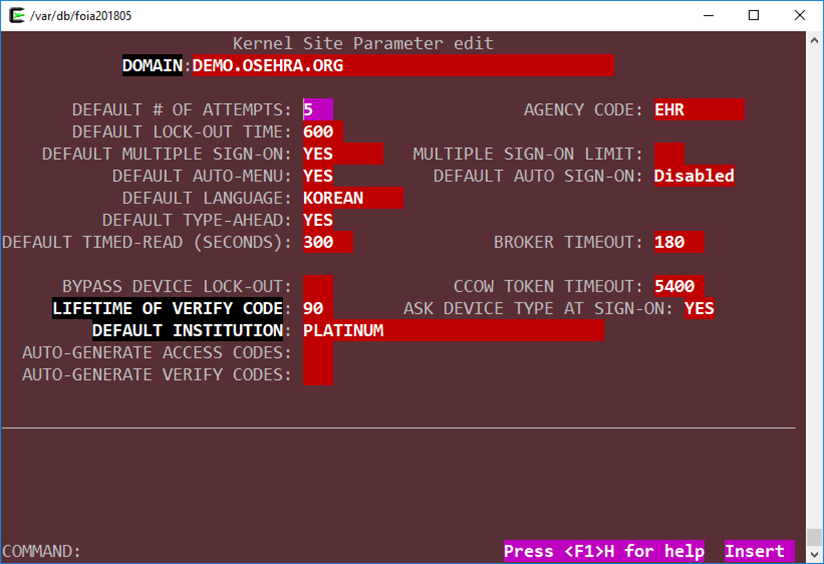 /var/db/foia201805
Kernel Site Parameter edit
DOMAIN:DEMO.OSEHRA.ORG
DEFAULT # OF ATTEMPTS: 5 AGENCY CODE: EHR
DEFAULT LOCK-OUT TIME: 600
DEFAULT MULTIPLE SIGN-ON: YES MULTIPLE SIGN-ON LIMIT:
DEFAULT AUTO-MENU: YES DEFAULT AUTO SIGN-ON: Disabled
DEFAULT LANGUAGE: KOREAN
DEFAULT TYPE-AHEAD: YES
DEFAULT TIMED-READ (SECONDS): 300 BROKER TIMEOUT: 180
BYPASS DEVICE LOCK-OUT: CCOW TOKEN TIMEOUT: 5400
LIFETIME OF VERIFY CODE: 90 ASK DEVICE TYPE AT SIGN-ON: YES
DEFAULT INSTITUTION: PLATINUM
AUTO-GENERATE ACCESS CODES:
AUTO-GENERATE VERIFY CODES:
COMMAND: Press <F1>H for help Insert